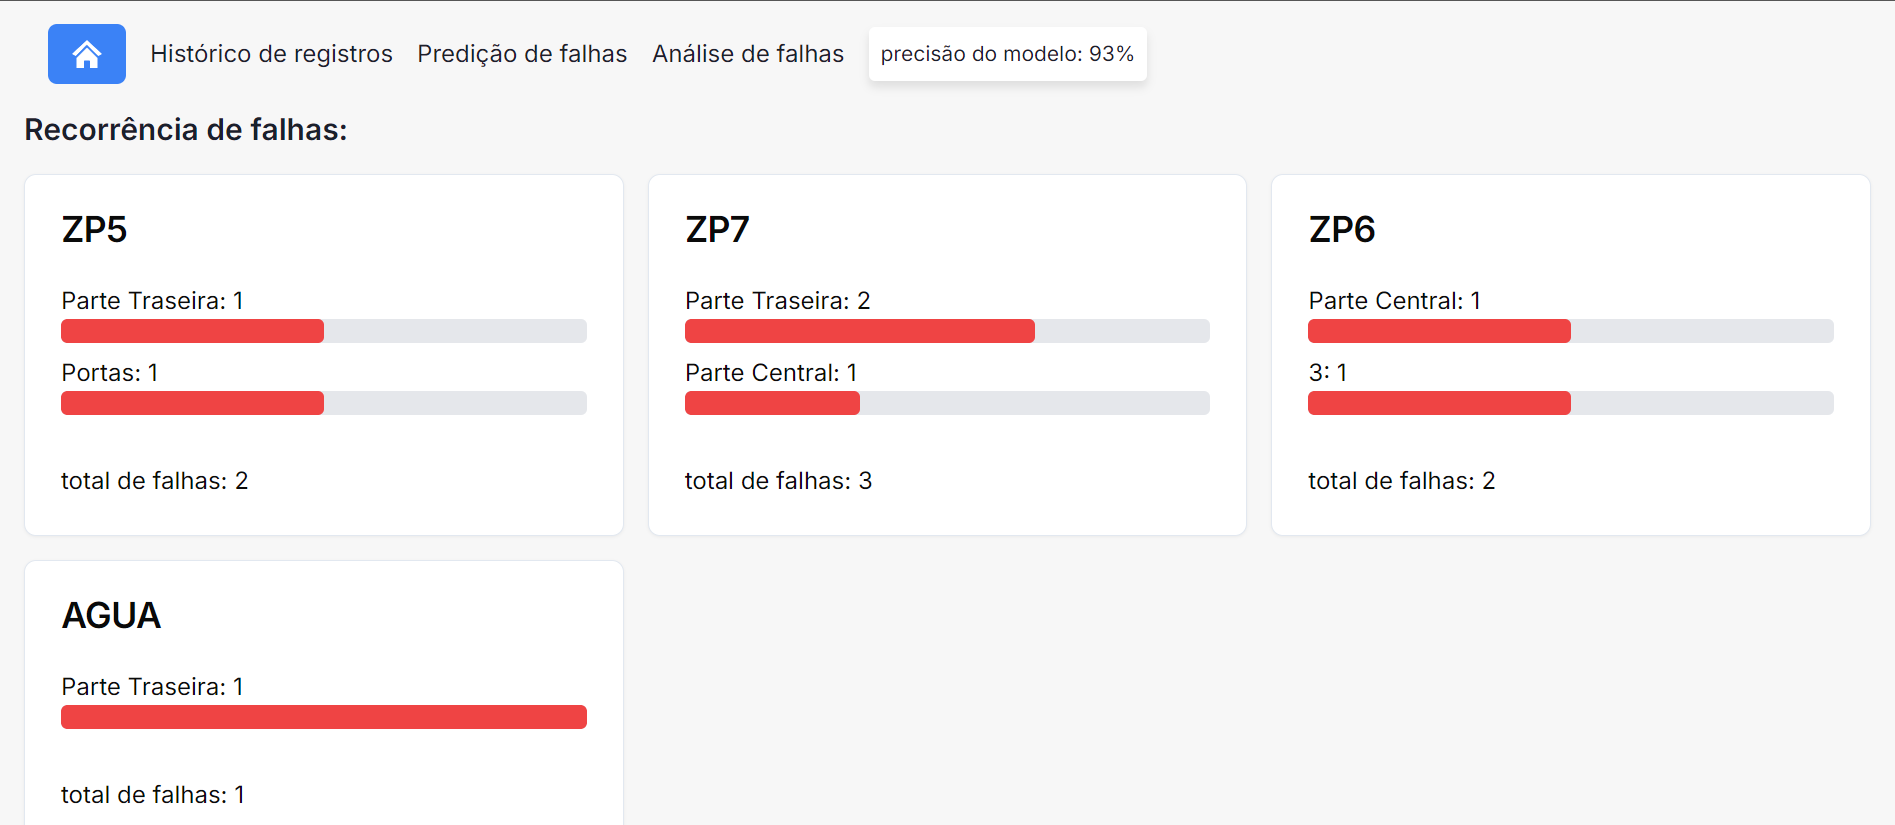 Histórico de registros Predição de falhas Análise de falhas precisão do modelo: 93%
Recorrência de falhas:
ZP5
Parte Traseira: 1
Portas: 1
total de falhas: 2
ZP7
Parte Traseira: 2
Parte Central: 1
total de falhas: 3
ZP6
Parte Central: 1
3: 1
total de falhas: 2
AGUA
Parte Traseira: 1
total de falhas: 1